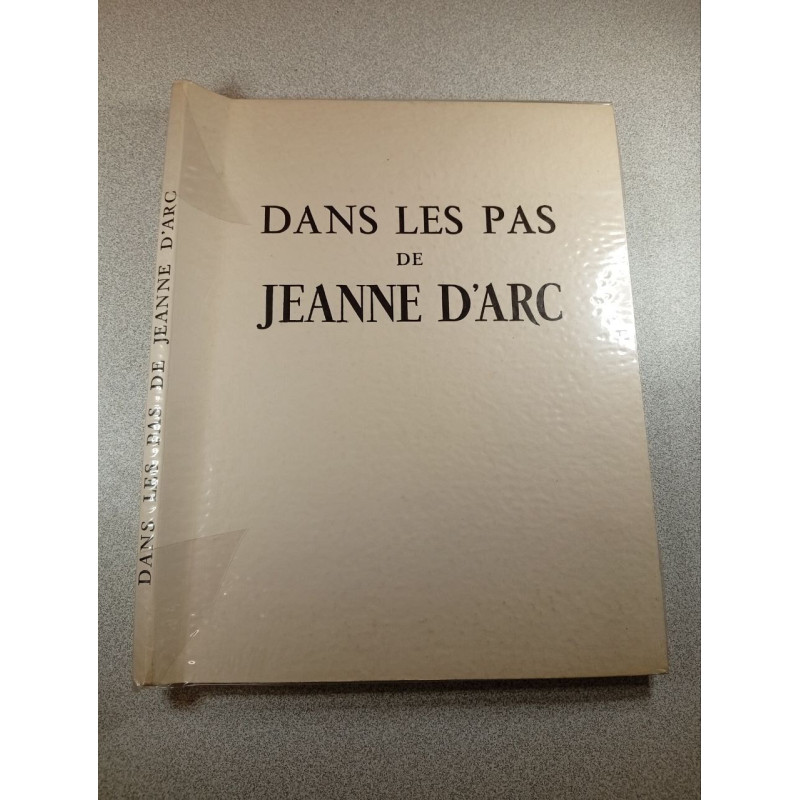 DANS LES PAS
DE
JEANNE D'ARC
DANS LES PAS DE JEANNE D'ARC